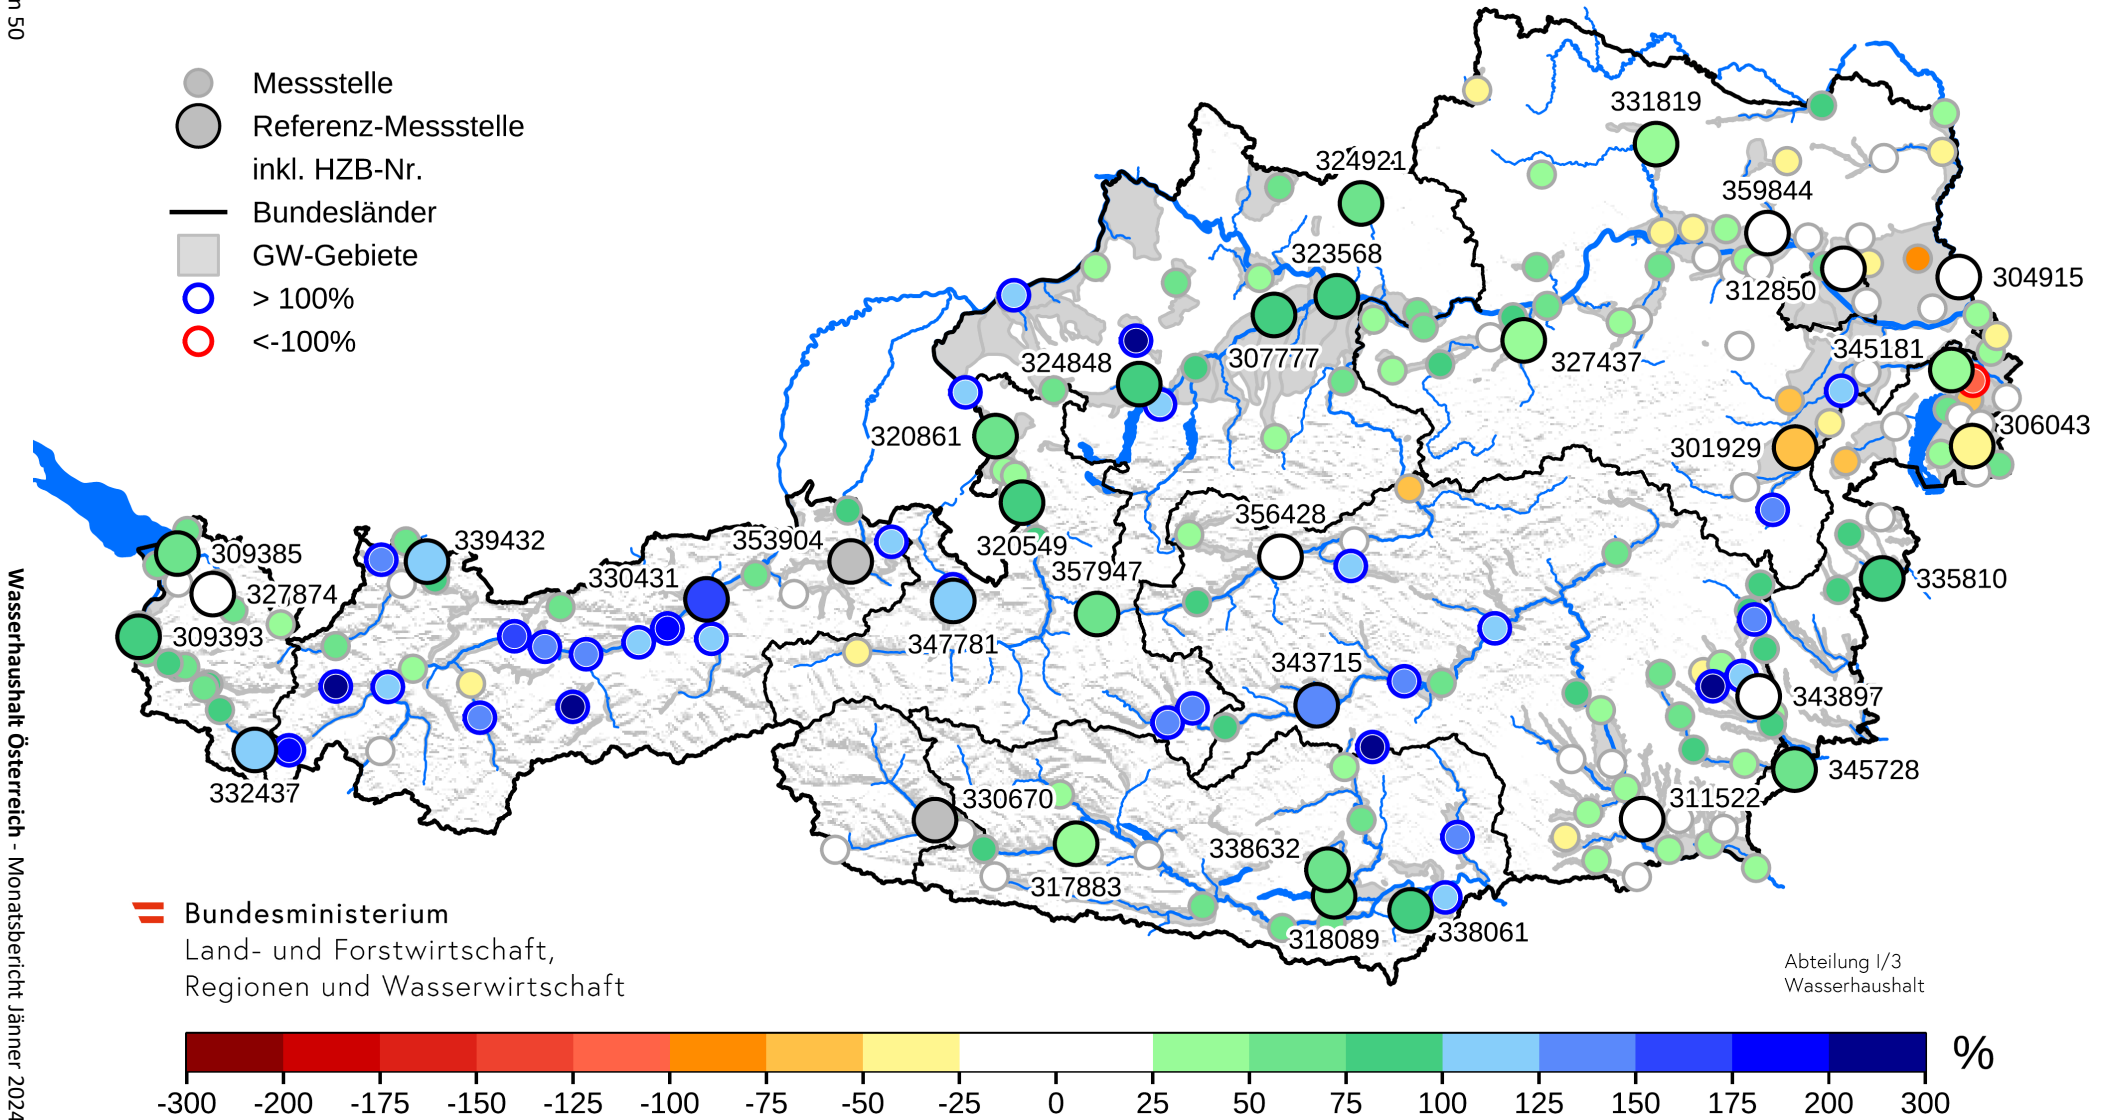 n 50
Wasserhaushalt Österreich - Monatsbericht Jänner 2024
Messstelle
Referenz-Messstelle
inkl. HZB-Nr.
Bundesländer
GW-Gebiete
> 100%
<-100%
331819
324921
359844
323568
304915
312850
345181
324848
307777
327437
306043
320861
301929
356428
339432
353904
309385
320549
357947
330431
335810
327874
309393
347781
343715
343897
345728
332437
330670
311522
338632
317883
338061
318089
Bundesministerium
Land- und Forstwirtschaft,
Regionen und Wasserwirtschaft
Abteilung I/3
Wasserhaushalt
%
-300 -200 -175 -150 -125 -100 -75 -50 -25 0 25 50 75 100 125 150 175 200 300